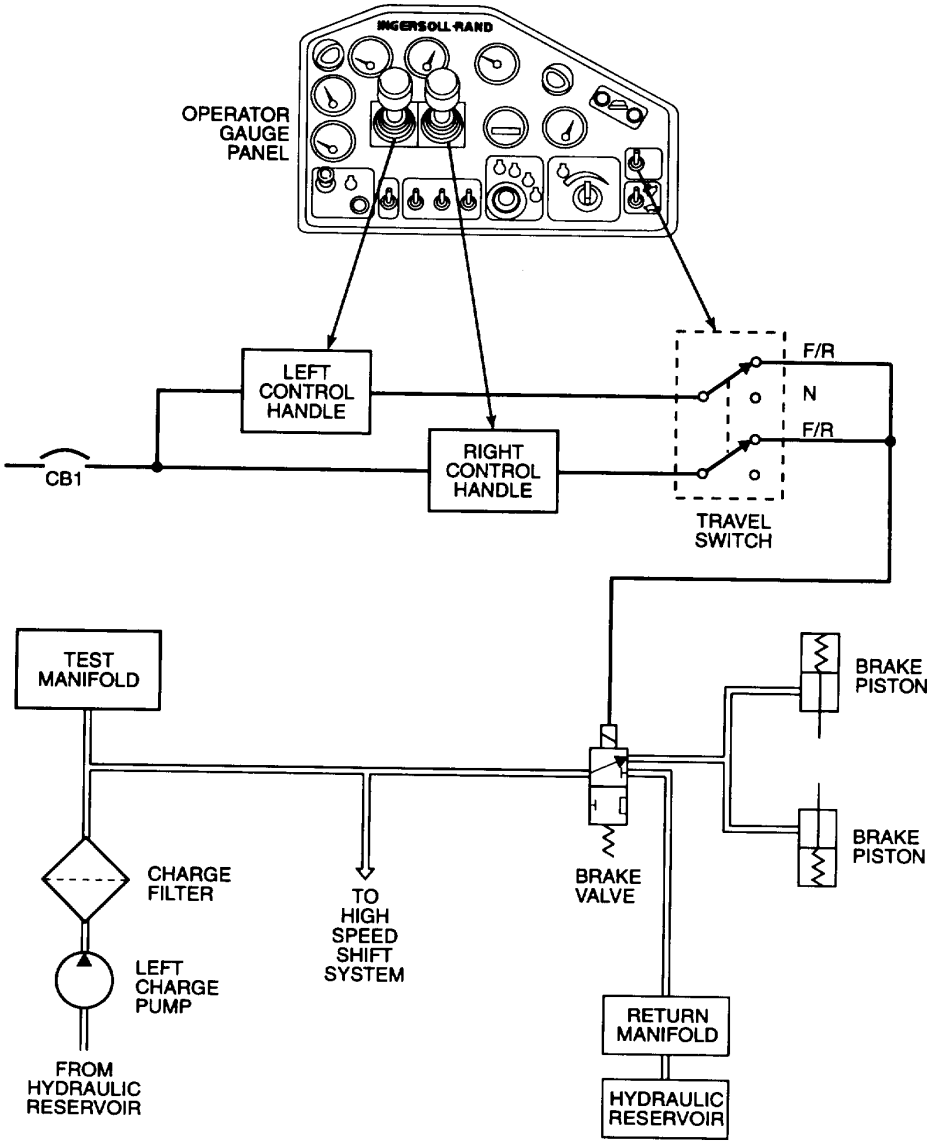 INGERSOLL-RAND
OPERATOR
GAUGE
PANEL
LEFT
CONTROL
HANDLE
F/R
N
F/R
CB1
RIGHT
CONTROL
HANDLE
TRAVEL
SWITCH
TEST
MANIFOLD
BRAKE
PISTON
CHARGE
FILTER
TO
HIGH
SPEED
SHIFT
SYSTEM
BRAKE
VALVE
BRAKE
PISTON
LEFT
CHARGE
PUMP
FROM
HYDRAULIC
RESERVOIR
RETURN
MANIFOLD
HYDRAULIC
RESERVOIR